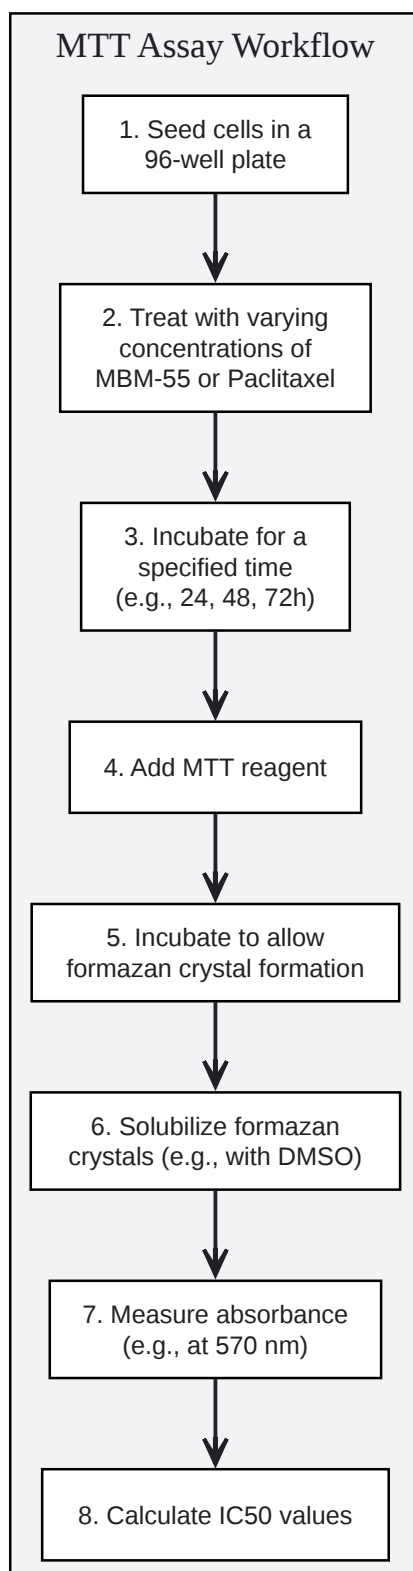 MTT Assay Workflow
1. Seed cells in a
96-well plate
2. Treat with varying
concentrations of
MBM-55 or Paclitaxel
3. Incubate for a
specified time
(e.g., 24, 48, 72h)
4. Add MTT reagent
5. Incubate to allow
formazan crystal formation
6. Solubilize formazan
crystals (e.g., with DMSO)
7. Measure absorbance
(e.g., at 570 nm)
8. Calculate IC50 values